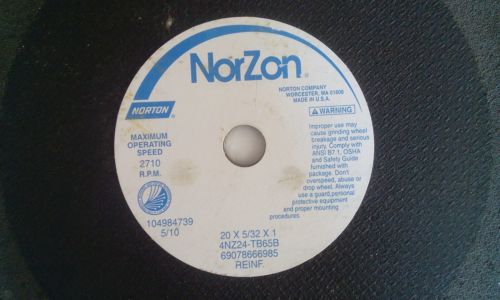 NorZon
NORTON
NORTON COMPANY
WORCESTER, MA 01606
MADE IN U.S.A.
WARNING
Improper use may
cause grinding wheel
breakage and serious
injury. Comply with
ANSI B7.1, OSHA
and Safety Guide
furnished with
package. Don't
overspeed, abuse or
drop wheel. Always
use a guard,personal
protective equipment
and proper mounting
procedures.
MAXIMUM
OPERATING
SPEED
2710
R.P.M.
104984739
5/10
20 X 5/32 X 1
4NZ24-TB65B
69078666985
REINF.